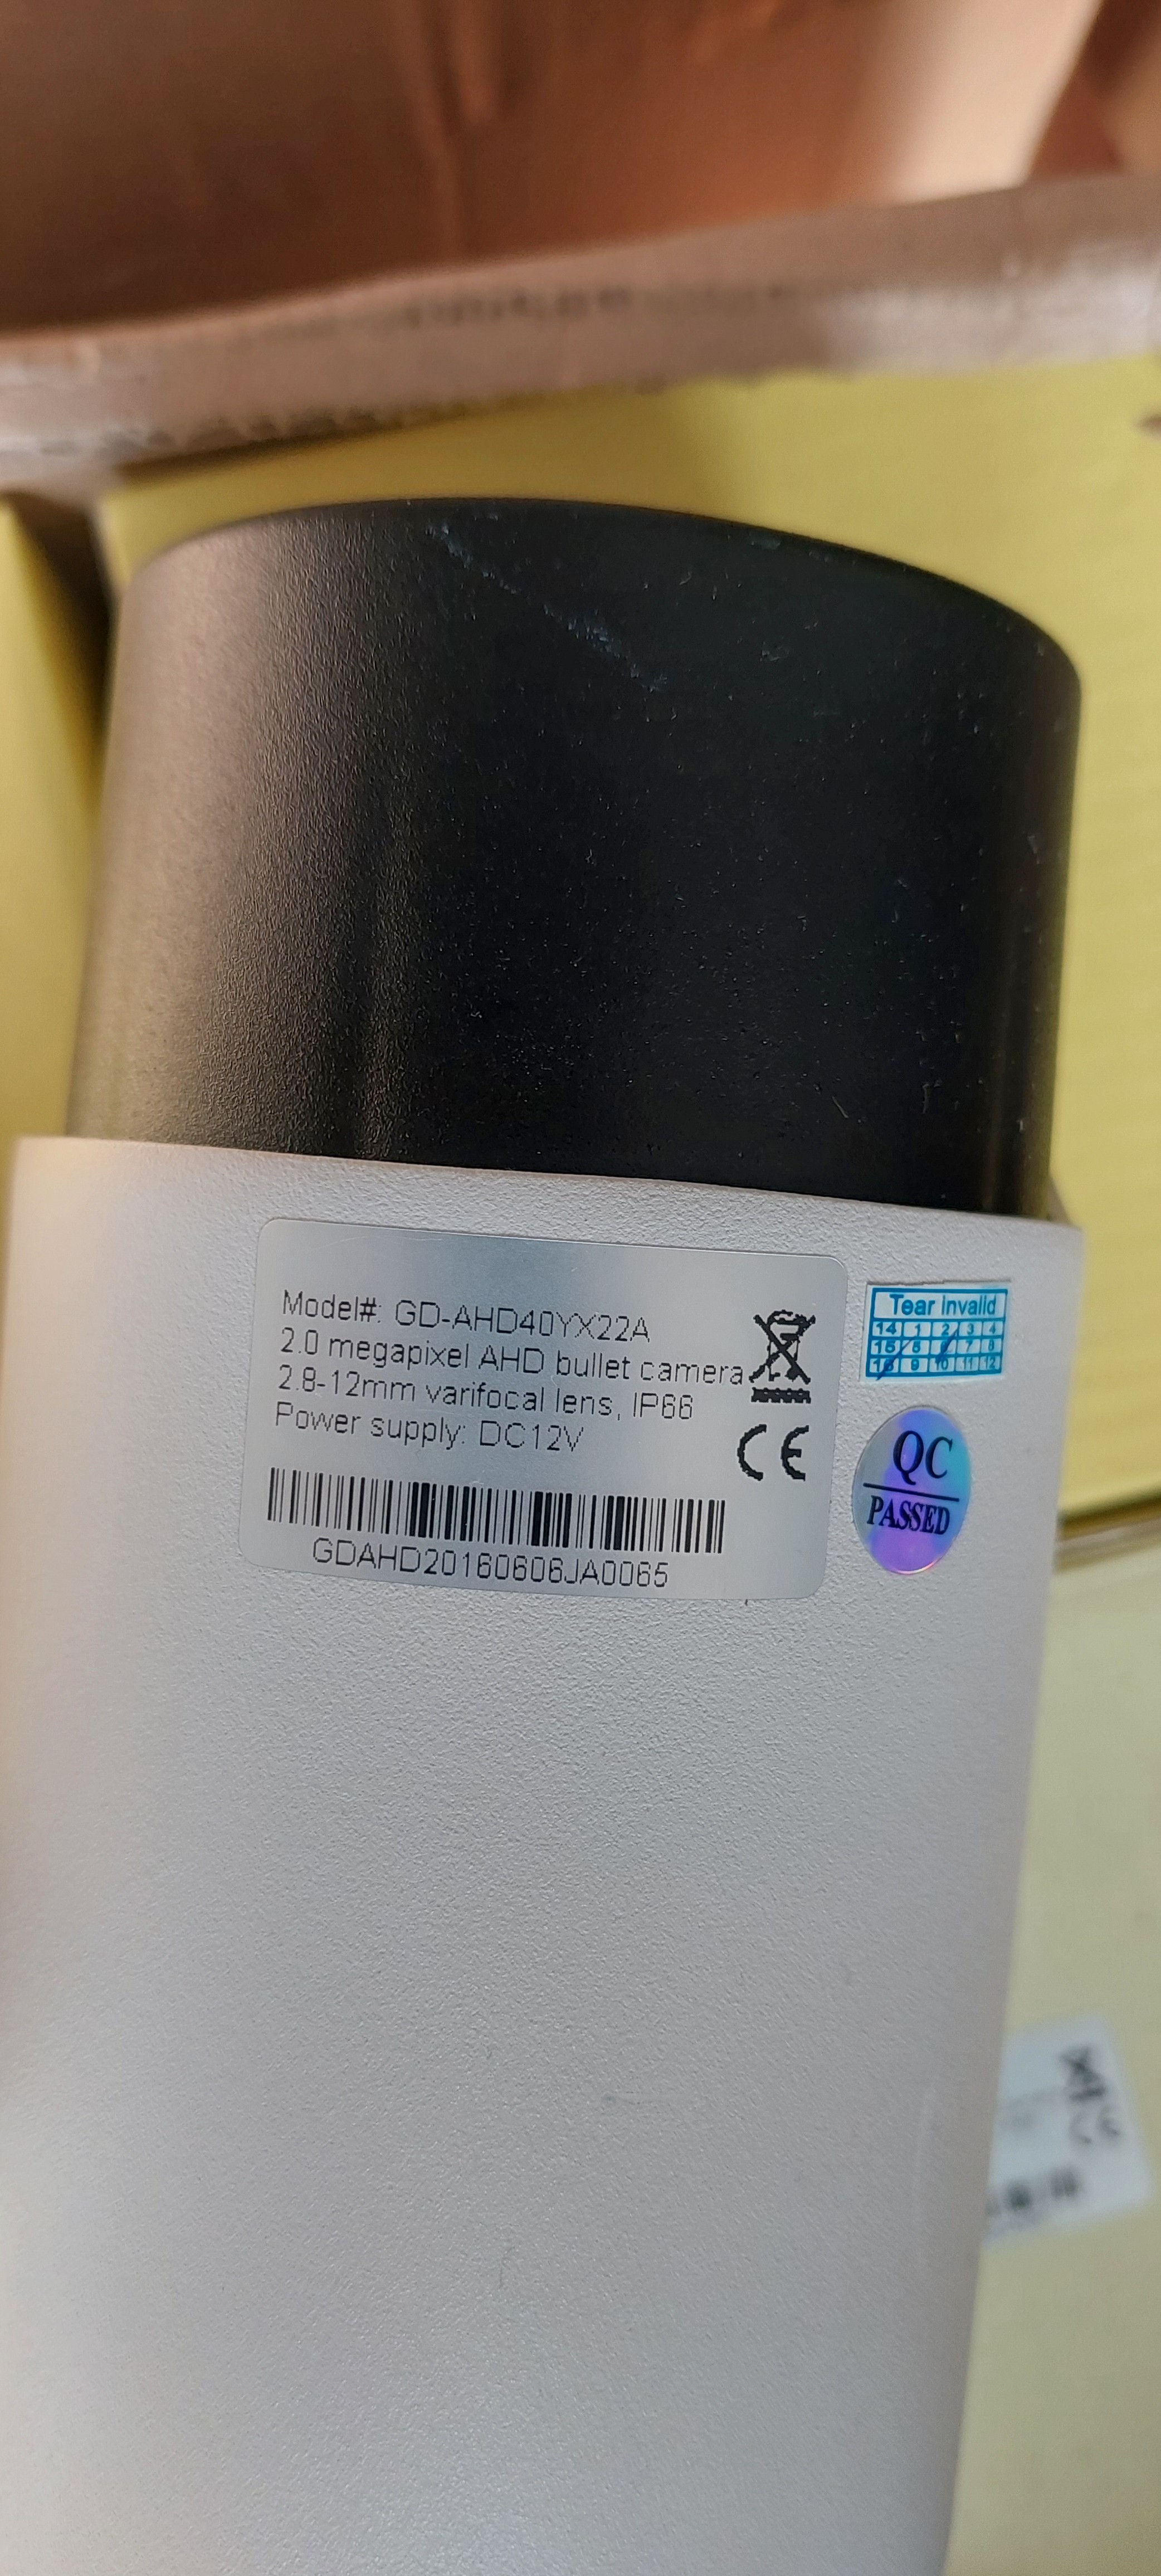 Model#: GD-AHD40YX22A
2.0 megapixel AHD bullet camera
2.8-12mm varifocal lens, IP66
Power supply: DC12V
CE
GDAHD20160606JA0065
Tear Invalid
14 1 2 3 4
15 6 7 8
16 9 10 11 12
QC
PASSED